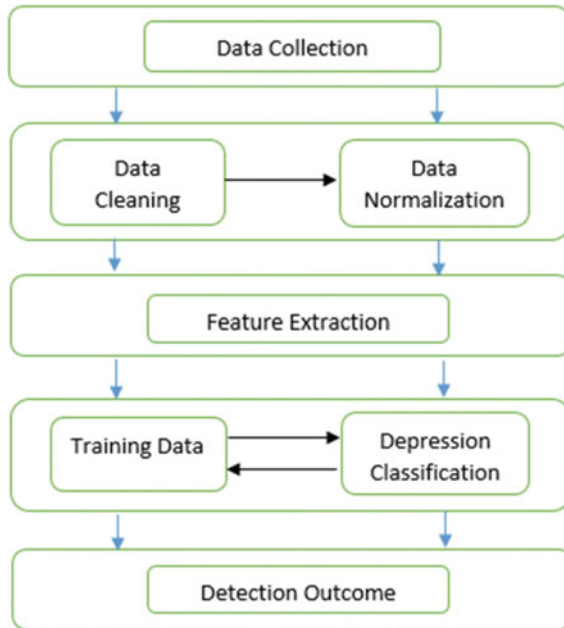 Data Collection
Data
Cleaning
Data
Normalization
Feature Extraction
Training Data
Depression
Classification
Detection Outcome